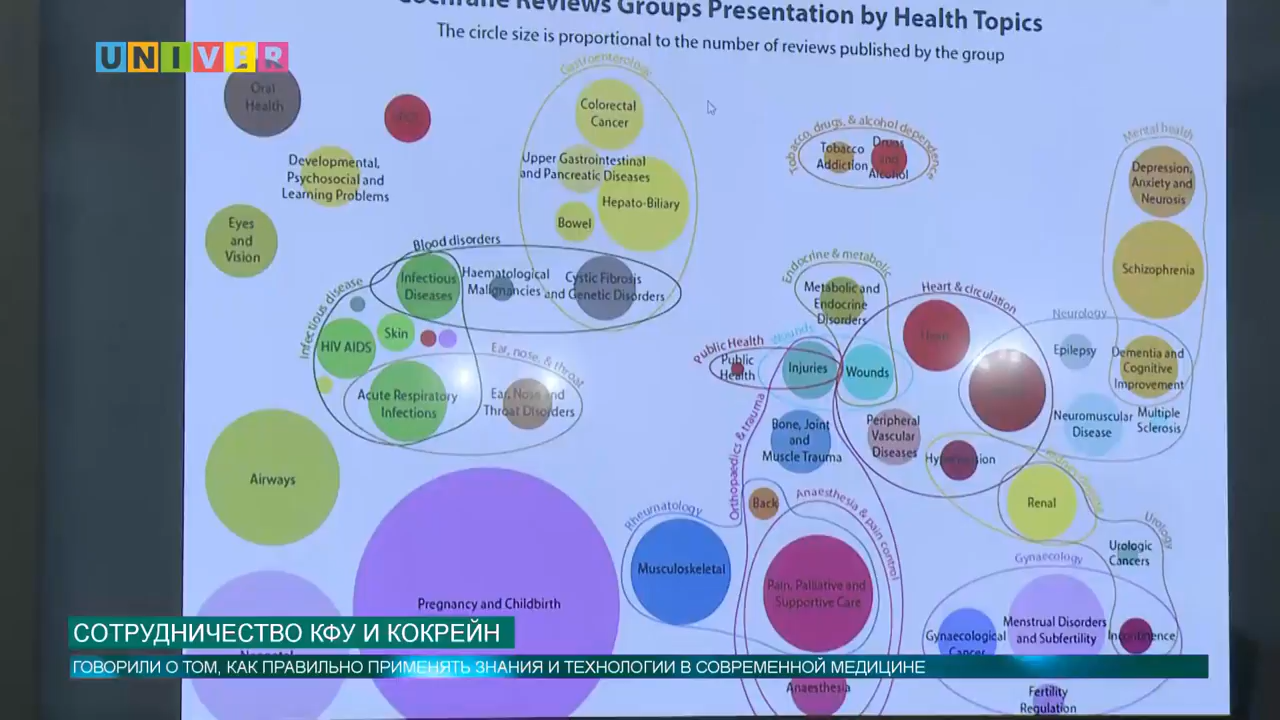 Cochrane Reviews Groups Presentation by Health Topics
The circle size is proportional to the number of reviews published by the group
UNIVER
Gastroenterology
Oral
Health
Colorectal
Cancer
Tobacco, drugs, & alcohol dependence
Tobacco
Addiction
Drugs
and
Alcohol
Mental health
Developmental,
Psychosocial and
Learning Problems
Upper Gastrointestinal
and Pancreatic Diseases
Depression,
Anxiety and
Neurosis
Hepato-Biliary
Bowel
Eyes
and
Vision
Blood disorders
Infectious
Diseases
Haematological
Malignancies
Cystic Fibrosis
and Genetic Disorders
Endocrine & metabolic
Metabolic and
Endocrine
Disorders
Schizophrenia
Infectious disease
Heart & circulation
Heart
Neurology
HIV AIDS
Skin
Ear, nose, & throat
Public Health
Public
Health
Wounds
Injuries
Wounds
Epilepsy
Dementia and
Cognitive
Improvement
Acute Respiratory
Infections
Ear, Nose and
Throat Disorders
Orthopaedics & trauma
Bone, Joint
and
Muscle Trauma
Peripheral
Vascular
Diseases
Neuromuscular
Disease
Multiple
Sclerosis
Hypertension
Airways
Rheumatology
Back
Anaesthesia & pain control
Renal
Urology
Urologic
Cancers
Gynaecology
Musculoskeletal
Pain, Palliative and
Supportive Care
Pregnancy and Childbirth
Menstrual Disorders
and Subfertility
Gynaecological
Cancer
Incontinence
Neonatal
Anaesthesia
Fertility
Regulation
СОТРУДНИЧЕСТВО КФУ И КОКРЕЙН
ГОВОРИЛИ О ТОМ, КАК ПРАВИЛЬНО ПРИМЕНЯТЬ ЗНАНИЯ И ТЕХНОЛОГИИ В СОВРЕМЕННОЙ МЕДИЦИНЕ